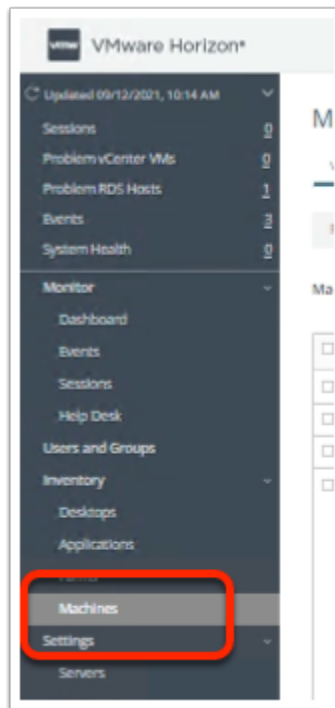 vmw VMware Horizon®
Updated 09/12/2021, 10:14 AM
Sessions 0
Problem vCenter VMs 0
Problem RDS Hosts 1
Events 3
System Health 0
Monitor
Dashboard
Events
Sessions
Help Desk
Users and Groups
Inventory
Desktops
Applications
Machines
Settings
Servers
M
Ma